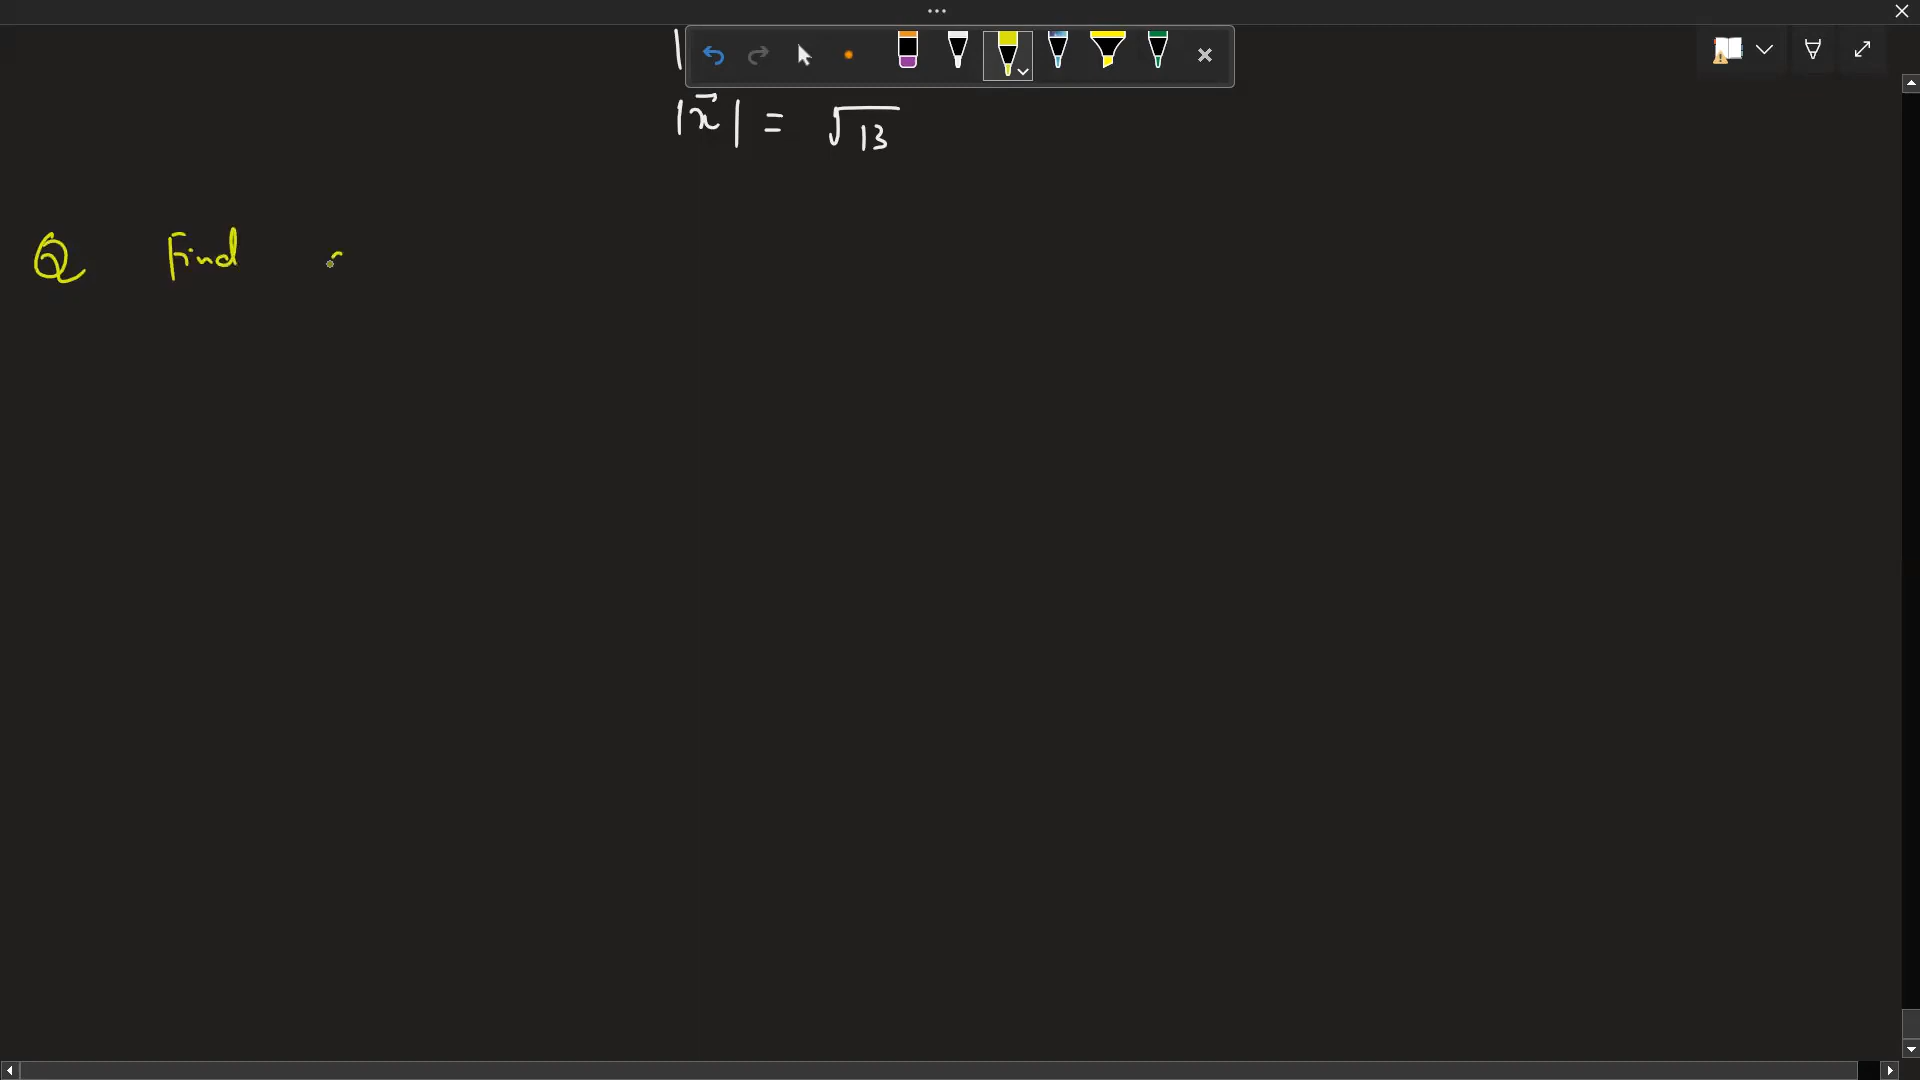 |x⃗| = √13
Q Find